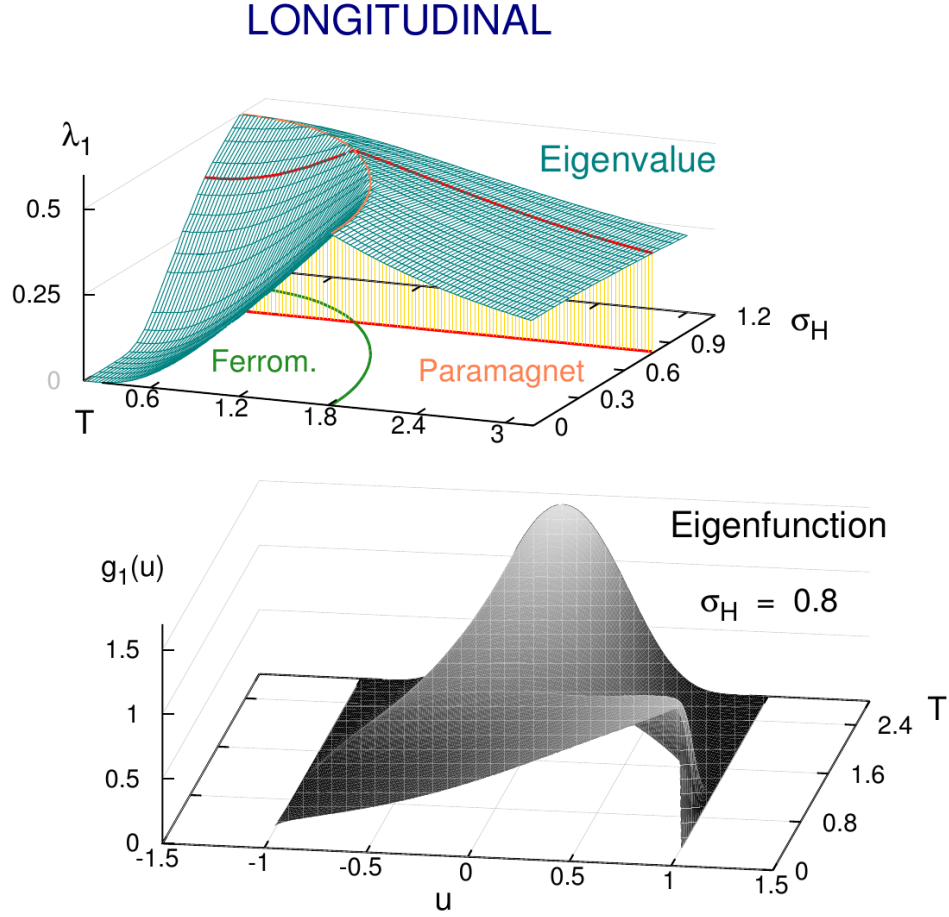 LONGITUDINAL
λ1
Eigenvalue
0.5
0.25
0
1.2
σH
0.9
0.6
0.3
0
Ferrom.
Paramagnet
T
0.6
1.2
1.8
2.4
3
Eigenfunction
g1(u)
σH = 0.8
1.5
1
0.5
0
T
2.4
1.6
0.8
0
-1.5
-1
-0.5
0
0.5
1
1.5
u